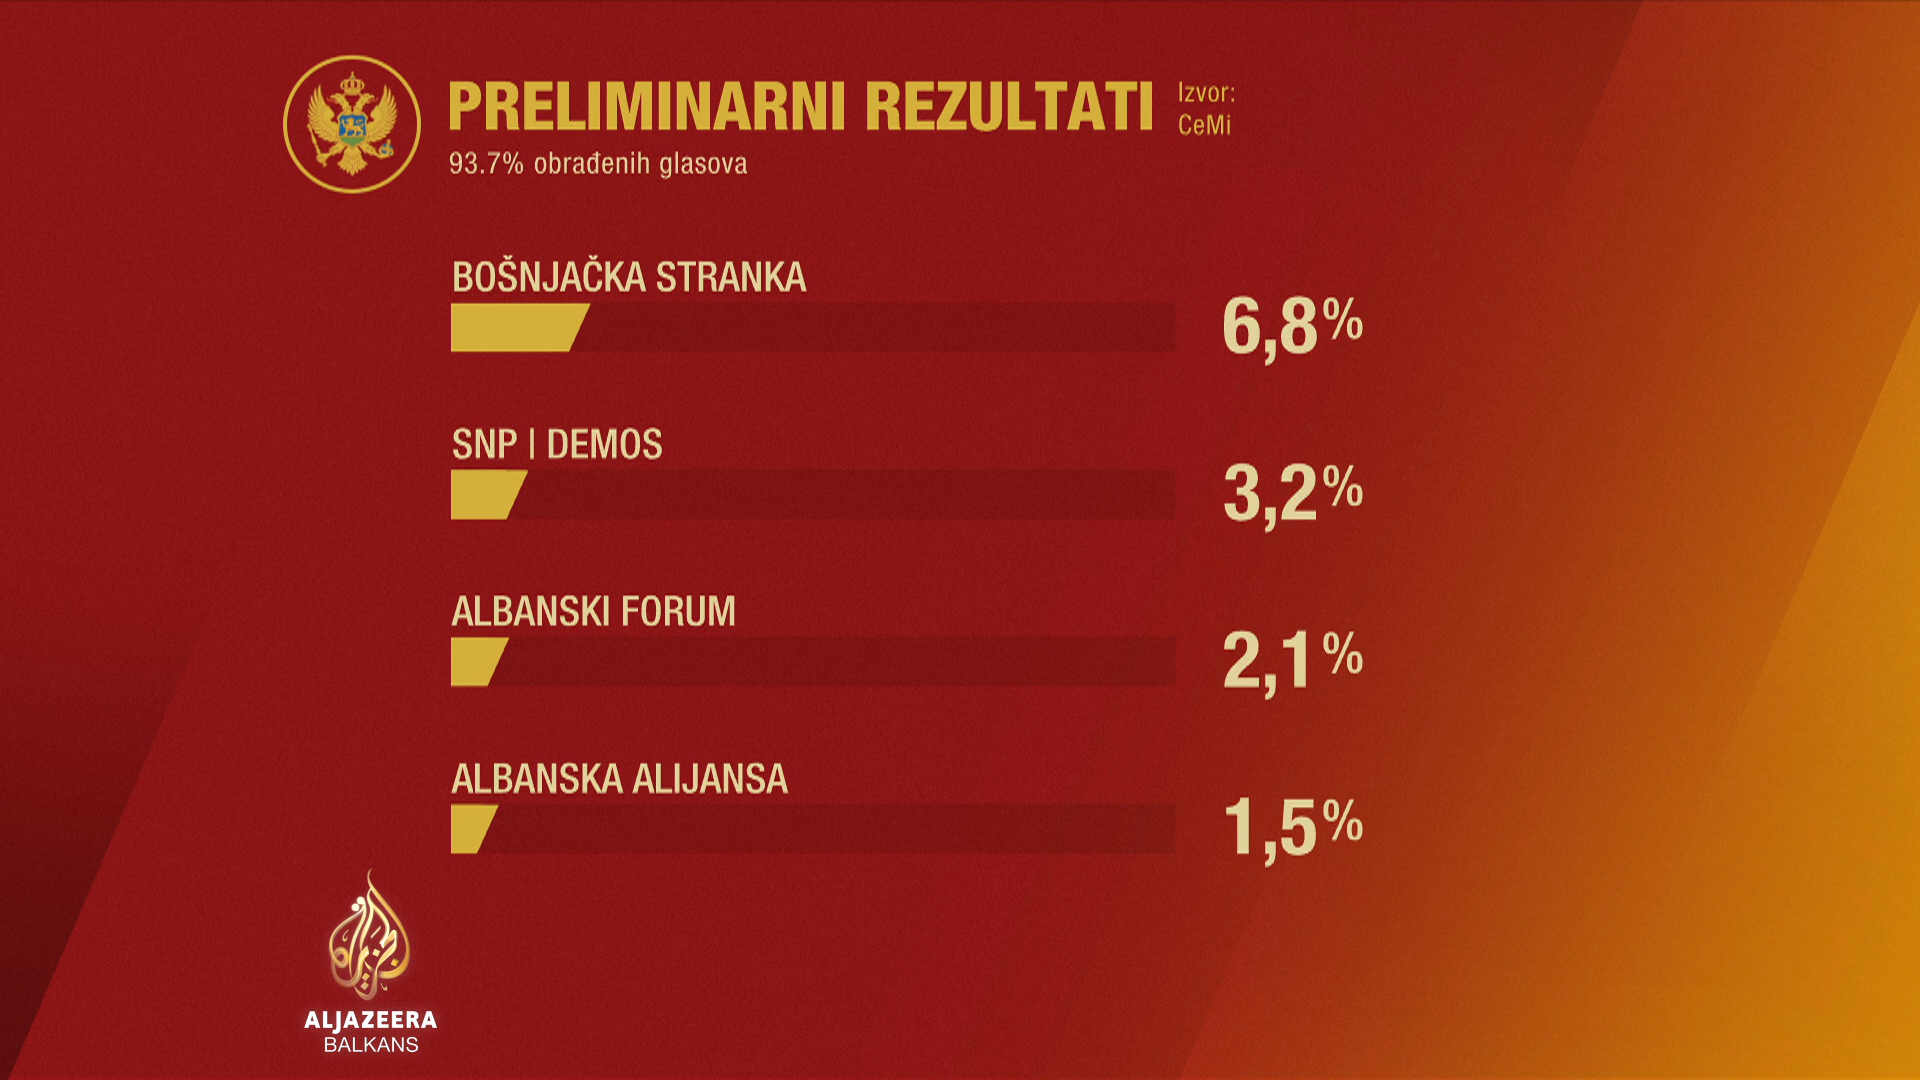 PRELIMINARNI REZULTATI
Izvor:
CeMi
93.7% obrađenih glasova
BOŠNJAČKA STRANKA
6,8%
SNP | DEMOS
3,2%
ALBANSKI FORUM
2,1%
ALBANSKA ALIJANSA
1,5%
ALJAZEERA
BALKANS